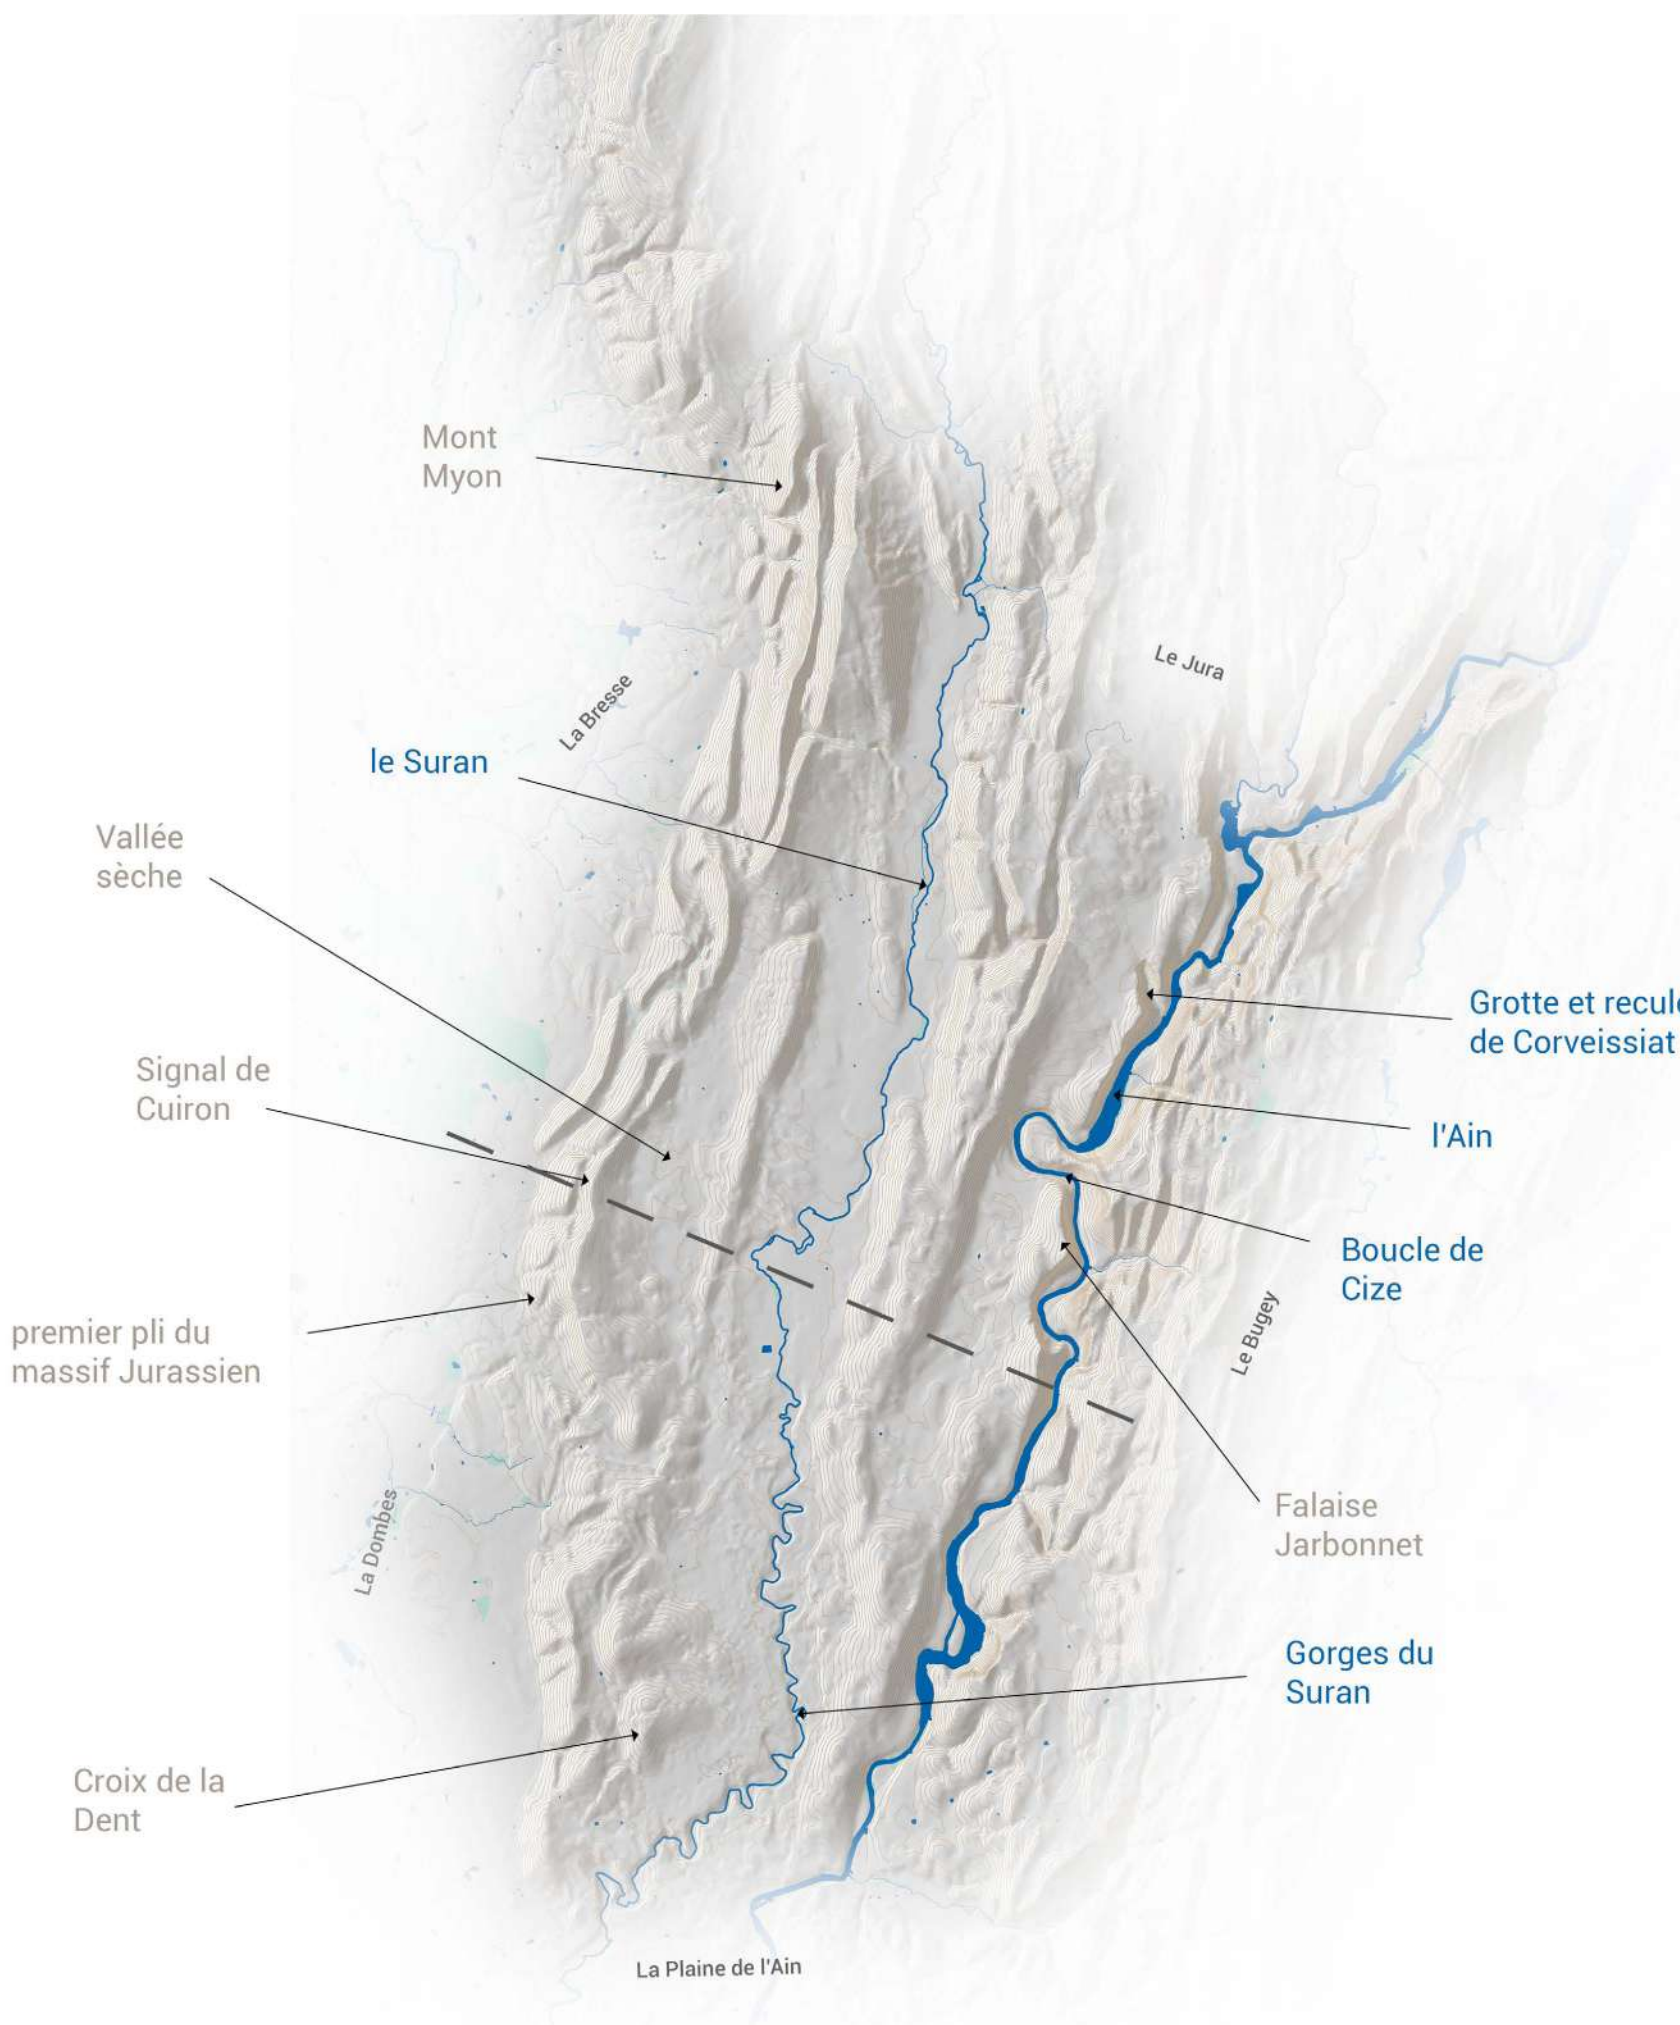 Mont
Myon
Le Jura
La Bresse
le Suran
Vallée
sèche
Grotte et recul
de Corveissiat
Signal de
Cuiron
l'Ain
Boucle de
Cize
premier pli du
massif Jurassien
Le Bugey
Falaise
Jarbonnet
La Dombes
Gorges du
Suran
Croix de la
Dent
La Plaine de l'Ain